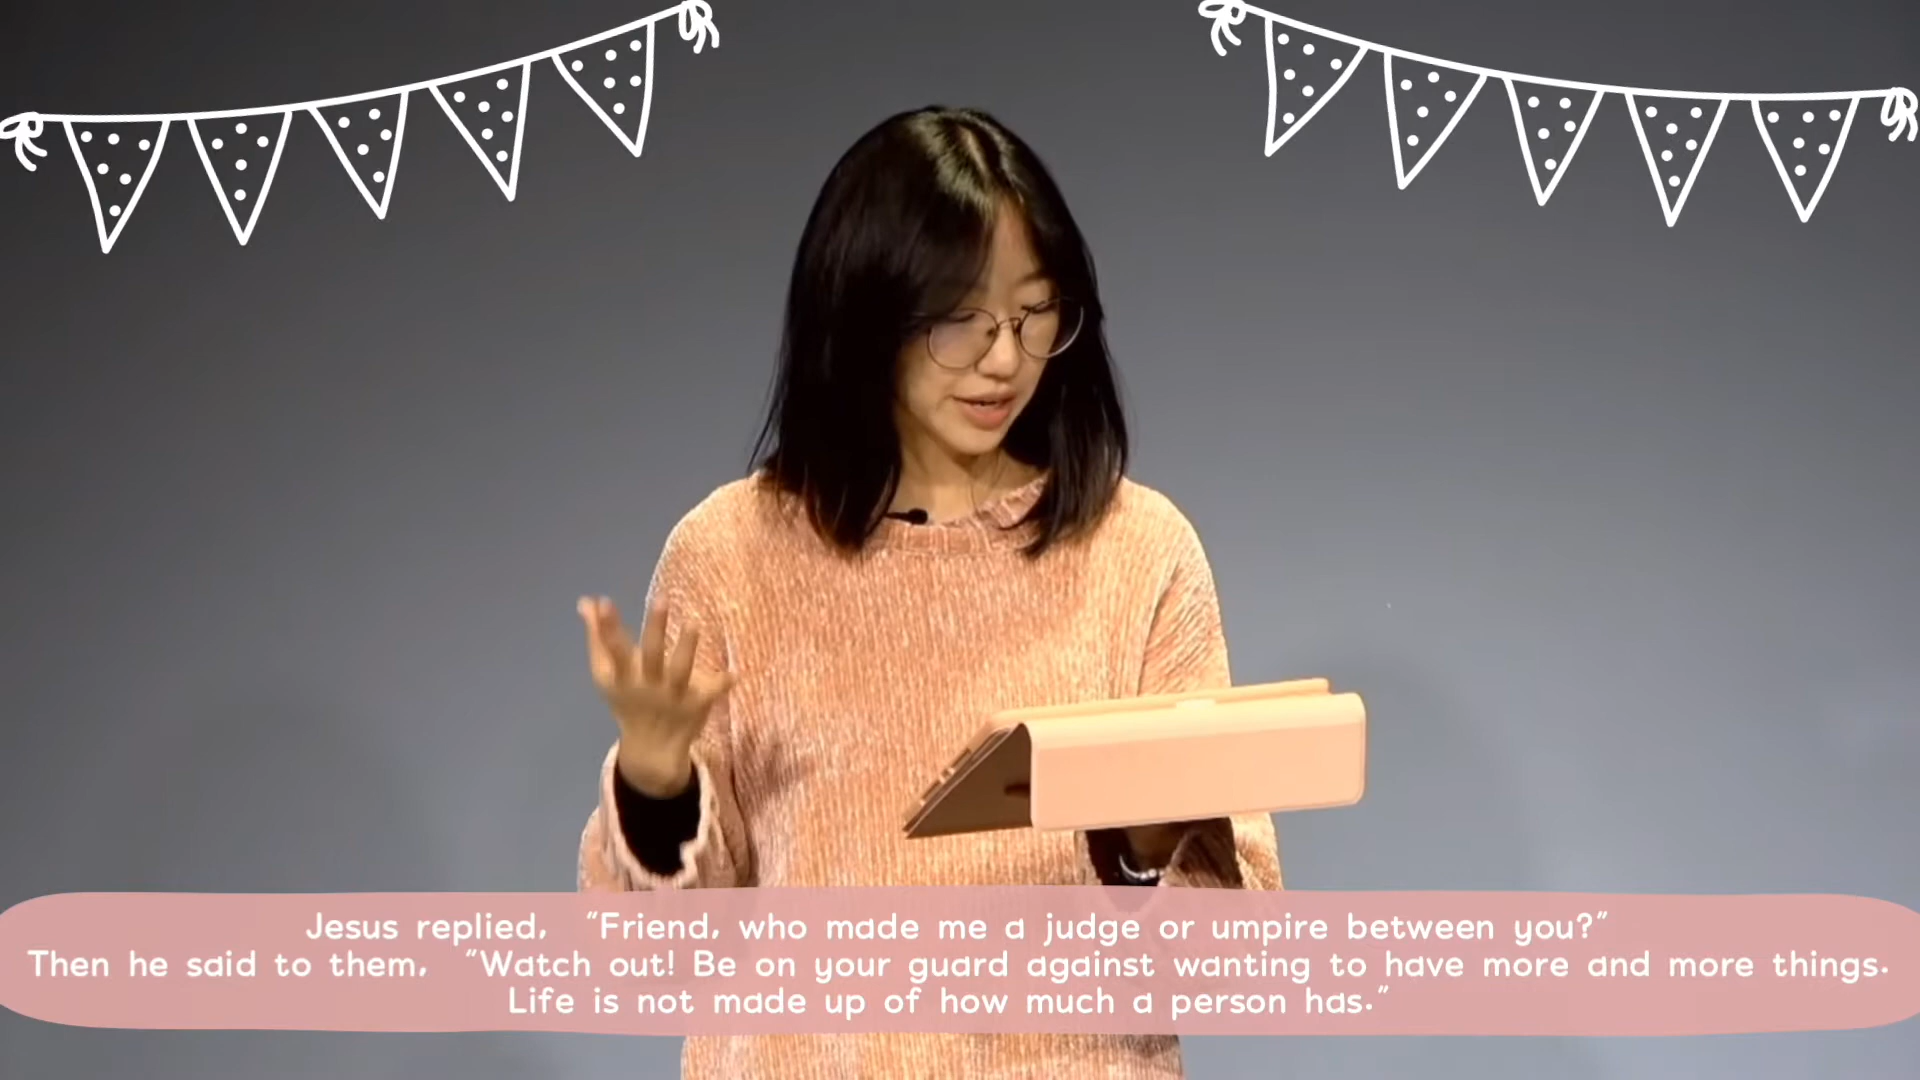 Jesus replied, "Friend, who made me a judge or umpire between you?"
Then he said to them, "Watch out! Be on your guard against wanting to have more and more things.
Life is not made up of how much a person has."